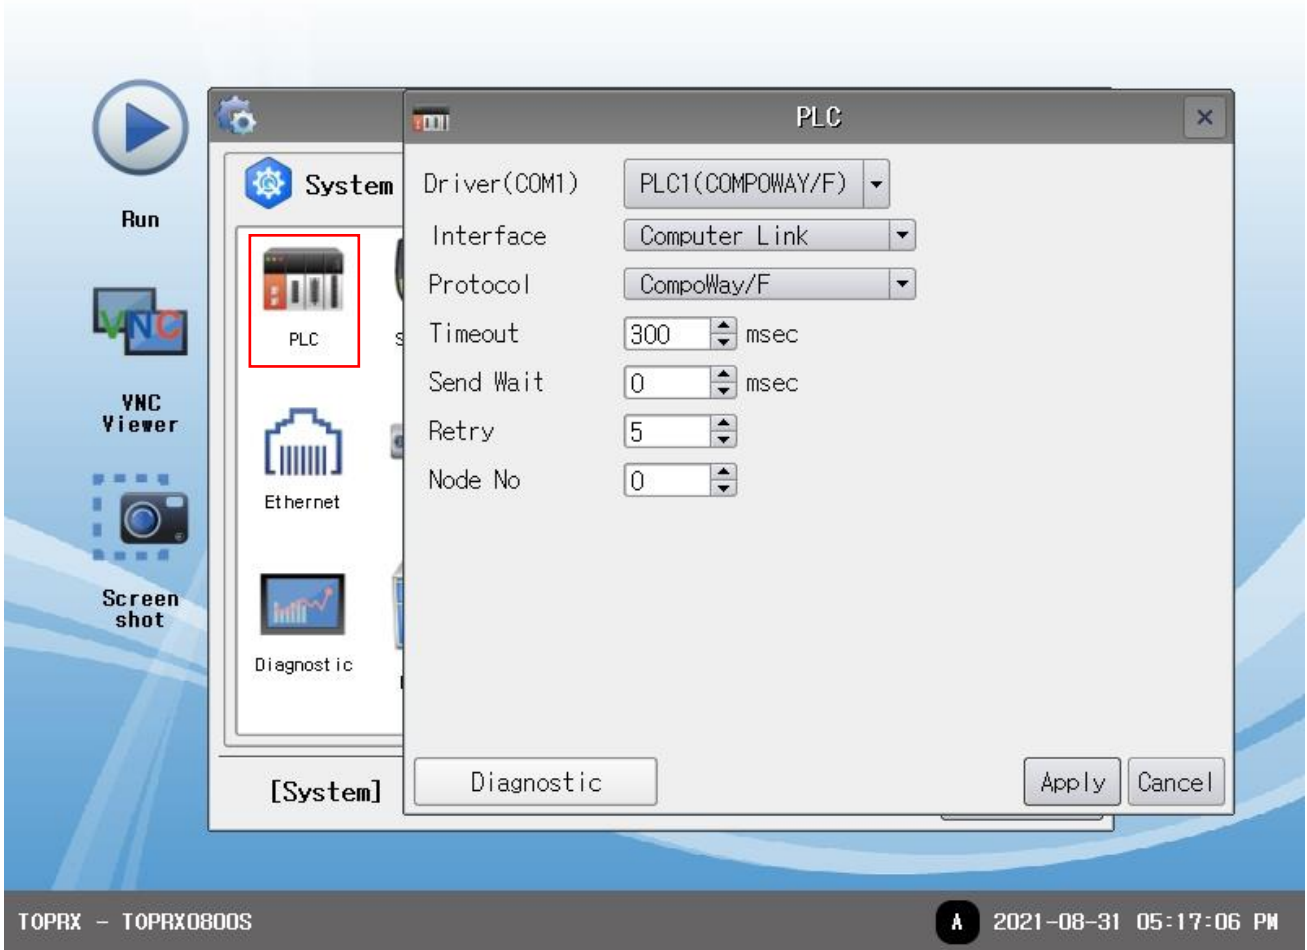 PLC
Driver(COM1) PLC1(COMPOWAY/F)
Interface Computer Link
Protocol CompoWay/F
Timeout 300 msec
Send Wait 0 msec
Retry 5
Node No 0
Diagnostic Apply Cancel
System
PLC
Ethernet
Diagnostic
[System]
Run
VNC
VNC
Viewer
Screen
shot
TOPRX - TOPRX0800S A 2021-08-31 05:17:06 PM